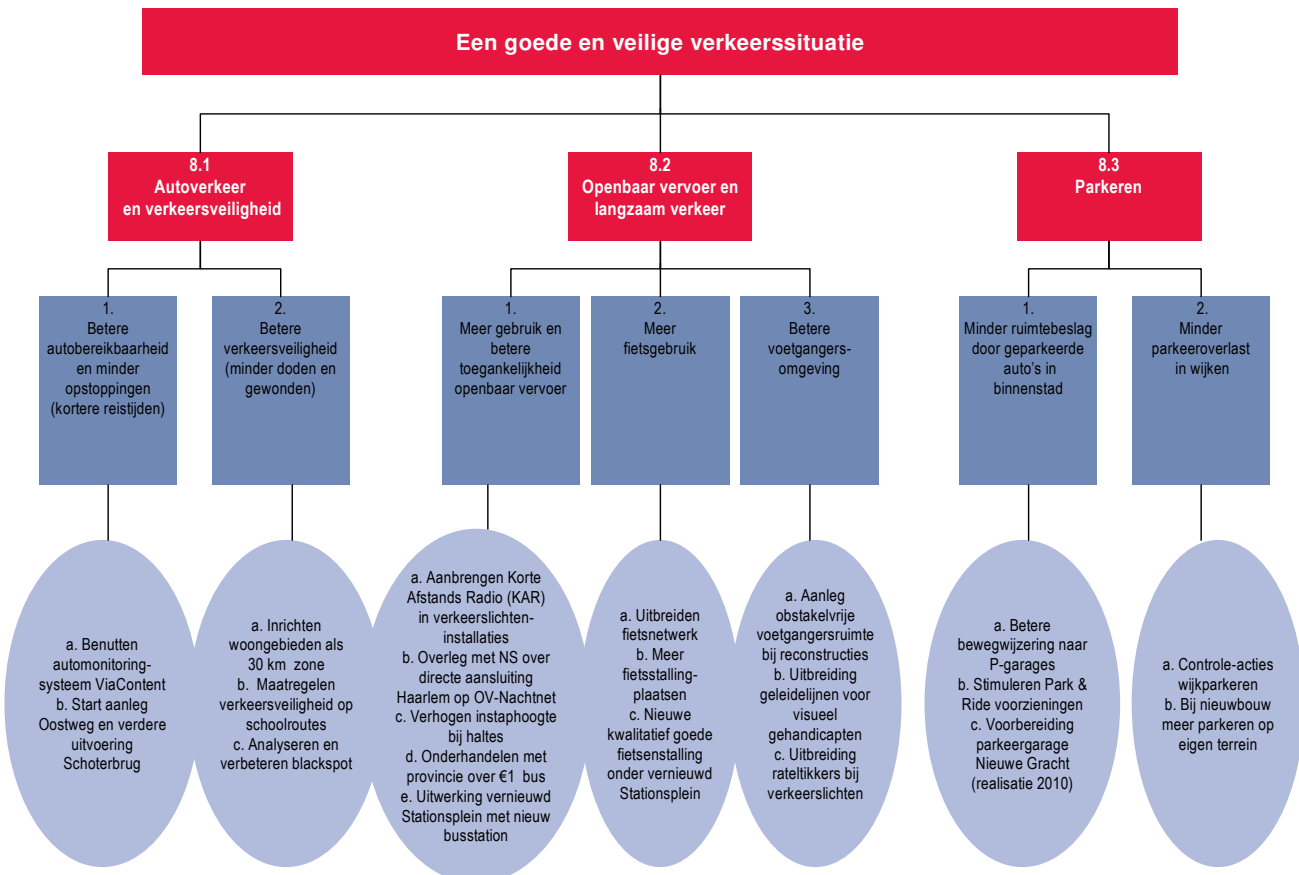 Een goede en veilige verkeerssituatie
8.1
Autoverkeer
en verkeersveiligheid
8.2
Openbaar vervoer en
langzaam verkeer
8.3
Parkeren
1.
Betere
autobereikbaarheid
en minder
opstoppingen
(kortere reistijden)
2.
Betere
verkeersveiligheid
(minder doden en
gewonden)
1.
Meer gebruik en
betere
toegankelijkheid
openbaar vervoer
2.
Meer
fietsgebruik
3.
Betere
voetgangers-
omgeving
1.
Minder ruimtebeslag
door geparkeerde
auto's in
binnenstad
2.
Minder
parkeeroverlast
in wijken
a. Benutten
automonitoring-
systeem ViaContent
b. Start aanleg
Oostweg en verdere
uitvoering
Schoterbrug
a. Inrichten
woongebieden als
30 km zone
b. Maatregelen
verkeersveiligheid op
schoolroutes
c. Analyseren en
verbeteren blackspot
a. Aanbrengen Korte
Afstands Radio (KAR)
in verkeerslichten-
installaties
b. Overleg met NS over
directe aansluiting
Haarlem op OV-Nachtnet
c. Verhogen instaphoogte
bij haltes
d. Onderhandelen met
provincie over €1 bus
e. Uitwerking vernieuwd
Stationsplein met nieuw
busstation
a. Uitbreiden
fietsnetwerk
b. Meer
fietsstalling-
plaatsen
c. Nieuwe
kwalitatief goede
fietsenstalling
onder vernieuwd
Stationsplein
a. Aanleg
obstakelvrije
voetgangersruimte
bij reconstructies
b. Uitbreiding
geleidelijnen voor
visueel
gehandicapten
c. Uitbreiding
rateltikkers bij
verkeerslichten
a. Betere
bewegwijzering naar
P-garages
b. Stimuleren Park &
Ride voorzieningen
c. Voorbereiding
parkeergarage
Nieuwe Gracht
(realisatie 2010)
a. Controle-acties
wijkparkeren
b. Bij nieuwbouw
meer parkeren op
eigen terrein